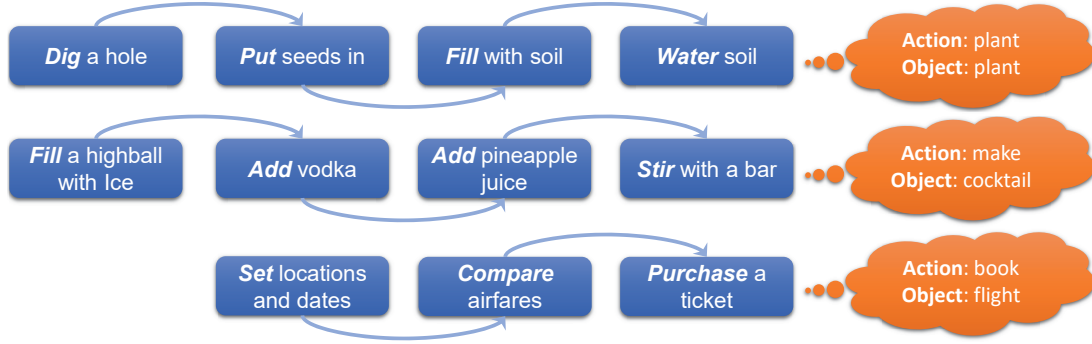 Dig a hole
Put seeds in
Fill with soil
Water soil
Action: plant
Object: plant
Fill a highball
with Ice
Add vodka
Add pineapple
juice
Stir with a bar
Action: make
Object: cocktail
Set locations
and dates
Compare
airfares
Purchase a
ticket
Action: book
Object: flight